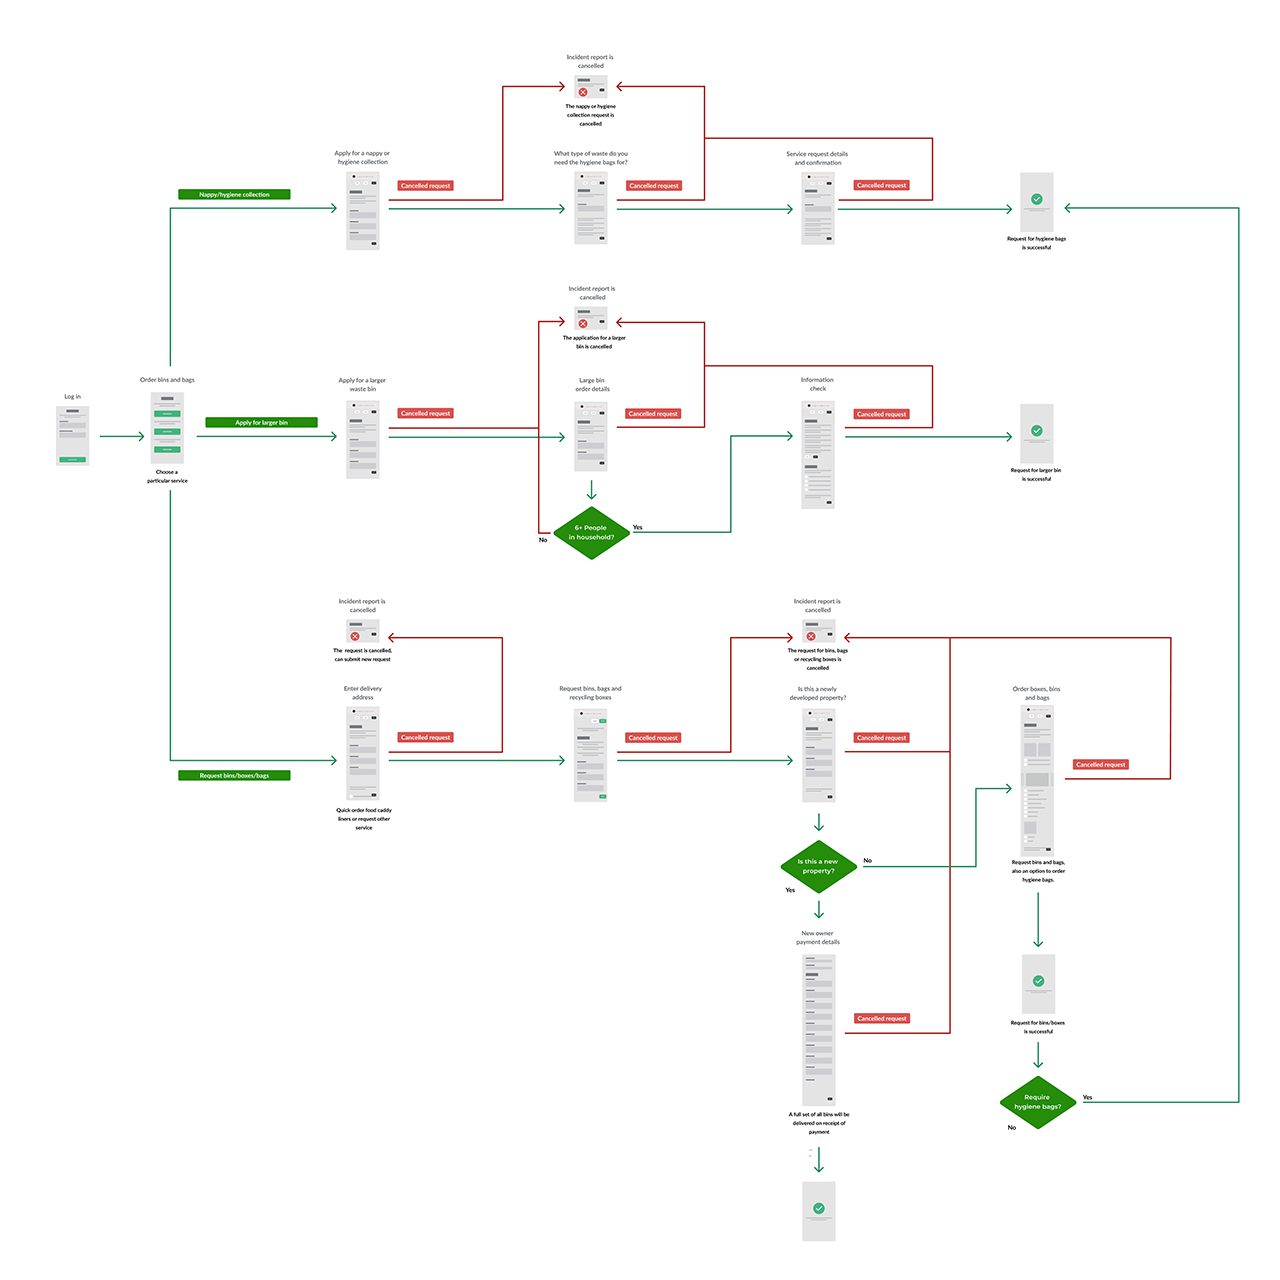 Incident report is
cancelled
The nappy or hygiene
collection request is
cancelled
Apply for a nappy or
hygiene collection
What type of waste do you
need the hygiene bags for?
Service request details
and confirmation
Nappy/hygiene collection
Cancelled request
Cancelled request
Cancelled request
Request for hygiene bags
is successful
Incident report is
cancelled
The application for a larger
bin is cancelled
Log in
Order bins and bags
Choose a
particular service
Apply for larger bin
Apply for a larger
waste bin
Cancelled request
Large bin
order details
Cancelled request
Information
check
Cancelled request
Request for larger bin
is successful
6+ People
in household?
Yes
No
Incident report is
cancelled
The request is cancelled,
can submit new request
Incident report is
cancelled
The request for bins, bags
or recycling boxes is
cancelled
Enter delivery
address
Request bins, bags and
recycling boxes
Is this a newly
developed property?
Order boxes, bins
and bags
Cancelled request
Cancelled request
Cancelled request
Cancelled request
Request bins/boxes/bags
Quick order food caddy
liners or request other
service
Is this a new
property?
No
Yes
Request bins and bags,
also an option to order
hygiene bags.
New owner
payment details
Cancelled request
Request for bins/boxes
is successful
Require
hygiene bags?
Yes
No
A full set of all bins will be
delivered on receipt of
payment